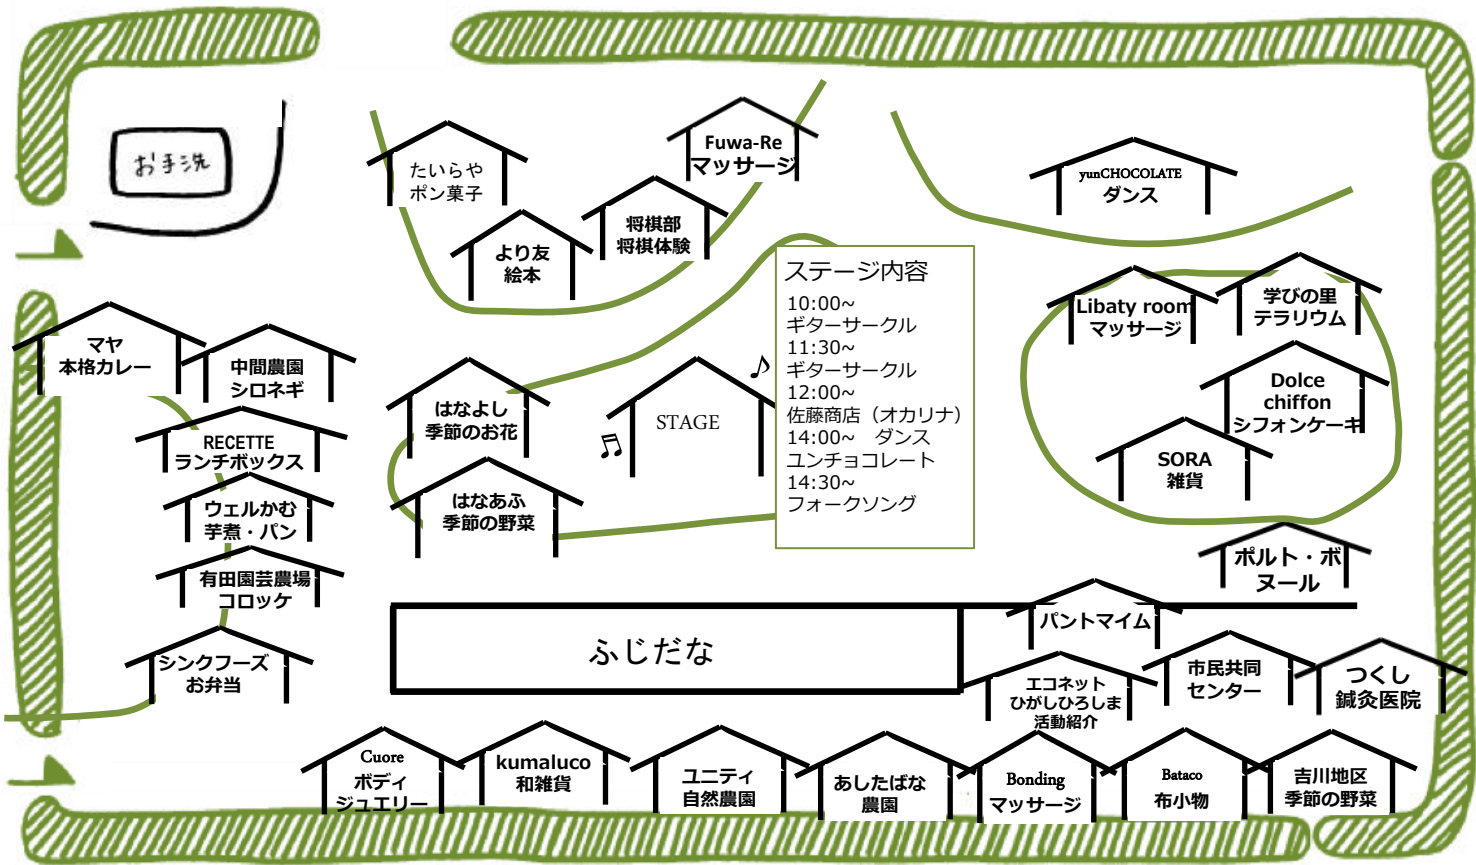 お手洗
たいらや
ポン菓子
Fuwa-Re
マッサージ
より友
絵本
将棋部
将棋体験
yunCHOCOLATE
ダンス
マヤ
本格カレー
中間農園
シロネギ
RECETTE
ランチボックス
ウェルかむ
芋煮・パン
有田園芸農場
コロッケ
シンクフーズ
お弁当
はなよし
季節のお花
はなあふ
季節の野菜
STAGE
ステージ内容
10:00~
ギターサークル
11:30~
ギターサークル
12:00~
佐藤商店（オカリナ）
14:00~　ダンス
ユンチョコレート
14:30~
フォークソング
Libaty room
マッサージ
学びの里
テラリウム
Dolce
chiffon
シフォンケーキ
SORA
雑貨
ポルト・ボ
ヌール
ふじだな
パントマイム
エコネット
ひがしひろしま
活動紹介
市民共同
センター
つくし
鍼灸医院
Cuore
ボディ
ジュエリー
kumaluco
和雑貨
ユニティ
自然農園
あしたばな
農園
Bonding
マッサージ
Bataco
布小物
吉川地区
季節の野菜